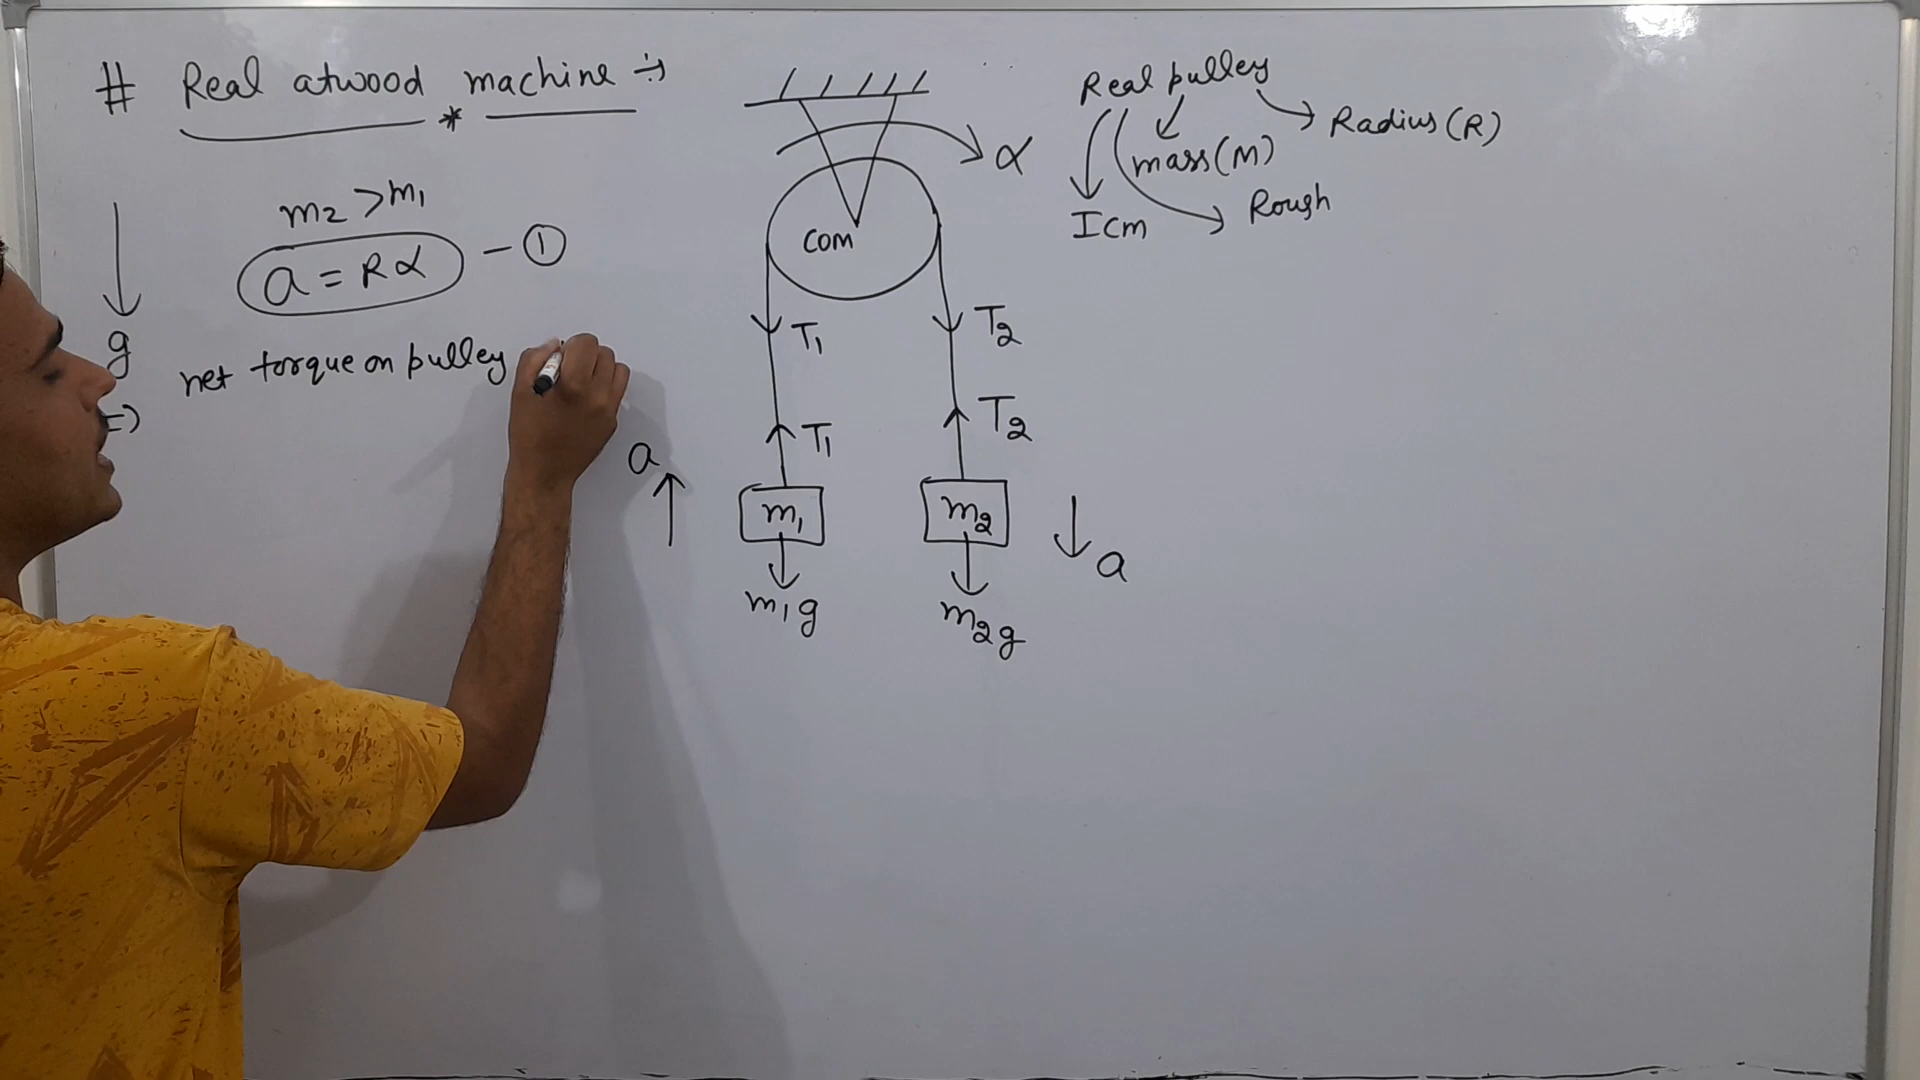 # Real atwood machine :-
*
m2 > m1
a = Rα - ①
g
net torque on pulley
=)
α
COM
T1
T2
T1
T2
a
m1
m2
a
m1g
m2g
Real pulley
Radius (R)
mass (M)
Rough
Icm